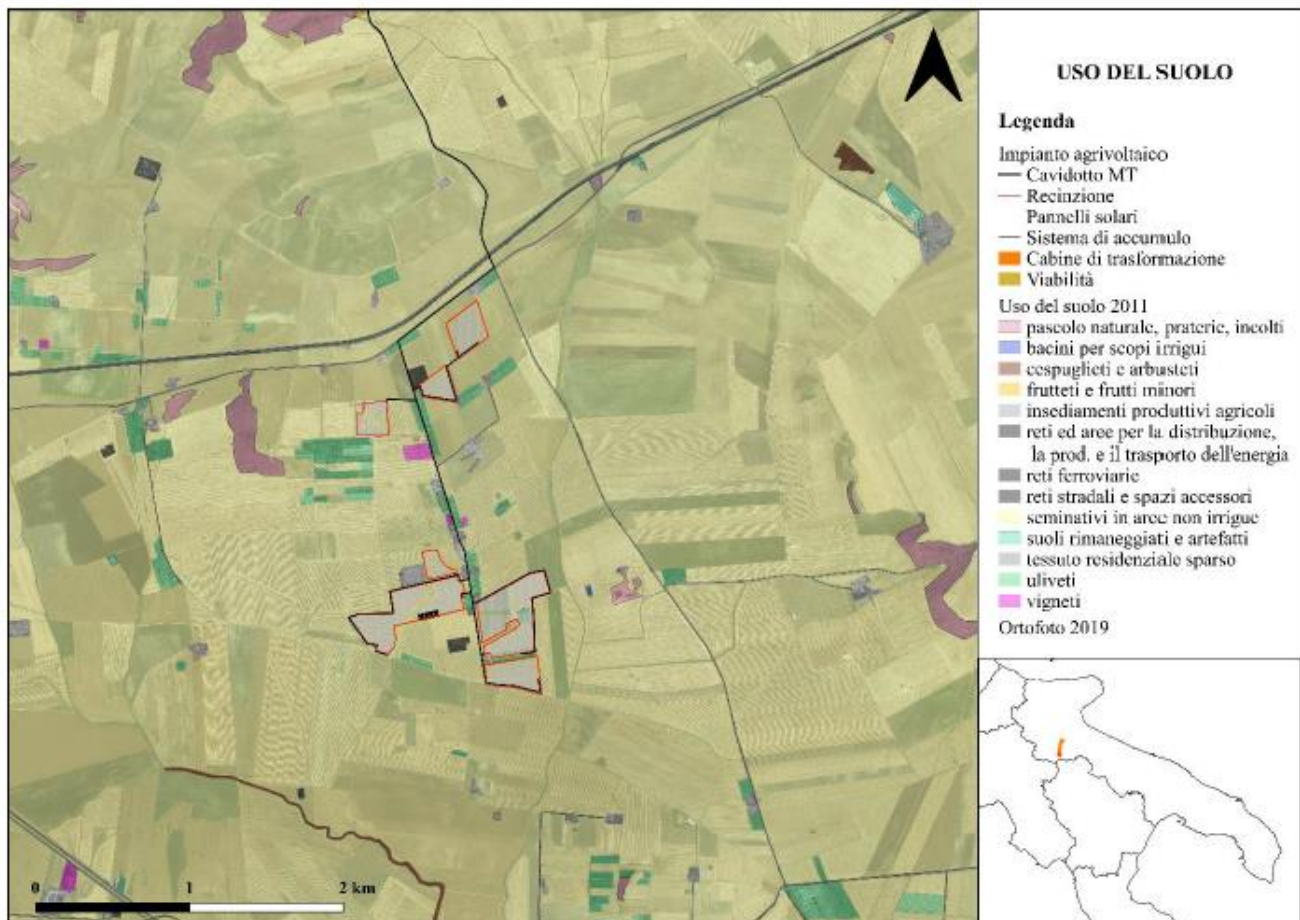 USO DEL SUOLO
Legenda
Impianto agrivoltaico
Cavidotto MT
Recinzione
Pannelli solari
Sistema di accumulo
Cabine di trasformazione
Viabilità
Uso del suolo 2011
pascolo naturale, praterie, incolti
bacini per scopi irrigui
cespuglieti e arbusteti
frutteti e frutti minori
insediamenti produttivi agricoli
reti ed aree per la distribuzione,
la prod. e il trasporto dell'energia
reti ferroviarie
reti stradali e spazi accessori
seminativi in aree non irrigue
suoli rimaneggiati e artefatti
tessuto residenziale sparso
uliveti
vigneti
Ortofoto 2019
0 1 2 km